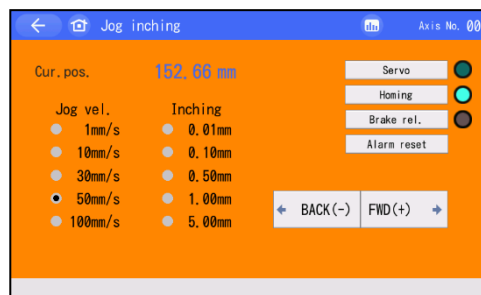 Jog inching
Axis No. 00
Cur.pos.
152.66 mm
Servo
Homing
Brake rel.
Alarm reset
Jog vel.
Inching
1mm/s
0.01mm
10mm/s
0.10mm
30mm/s
0.50mm
50mm/s
1.00mm
100mm/s
5.00mm
BACK(-)
FWD(+)